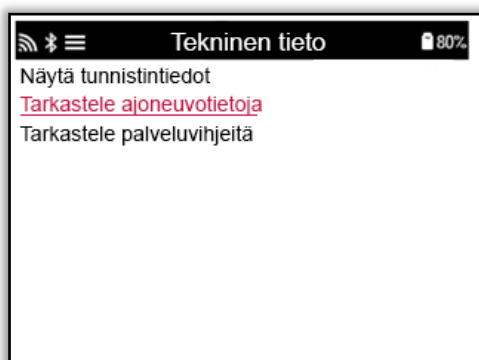 Tekninen tieto 80%
Näytä tunnistintiedot
Tarkastele ajoneuvotietoja
Tarkastele palveluvihjeitä